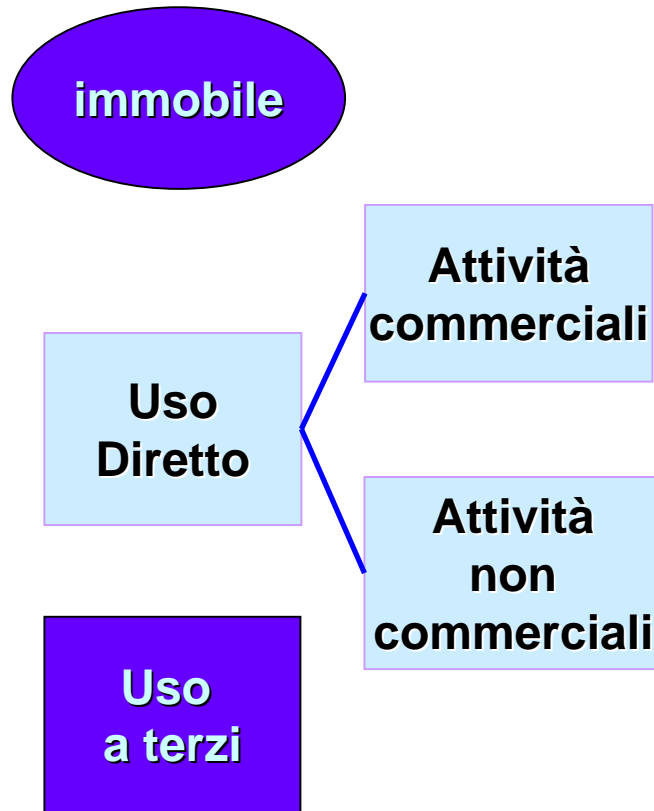 immobile
Attività
commerciali
Uso
Diretto
Attività
non
commerciali
Uso
a terzi